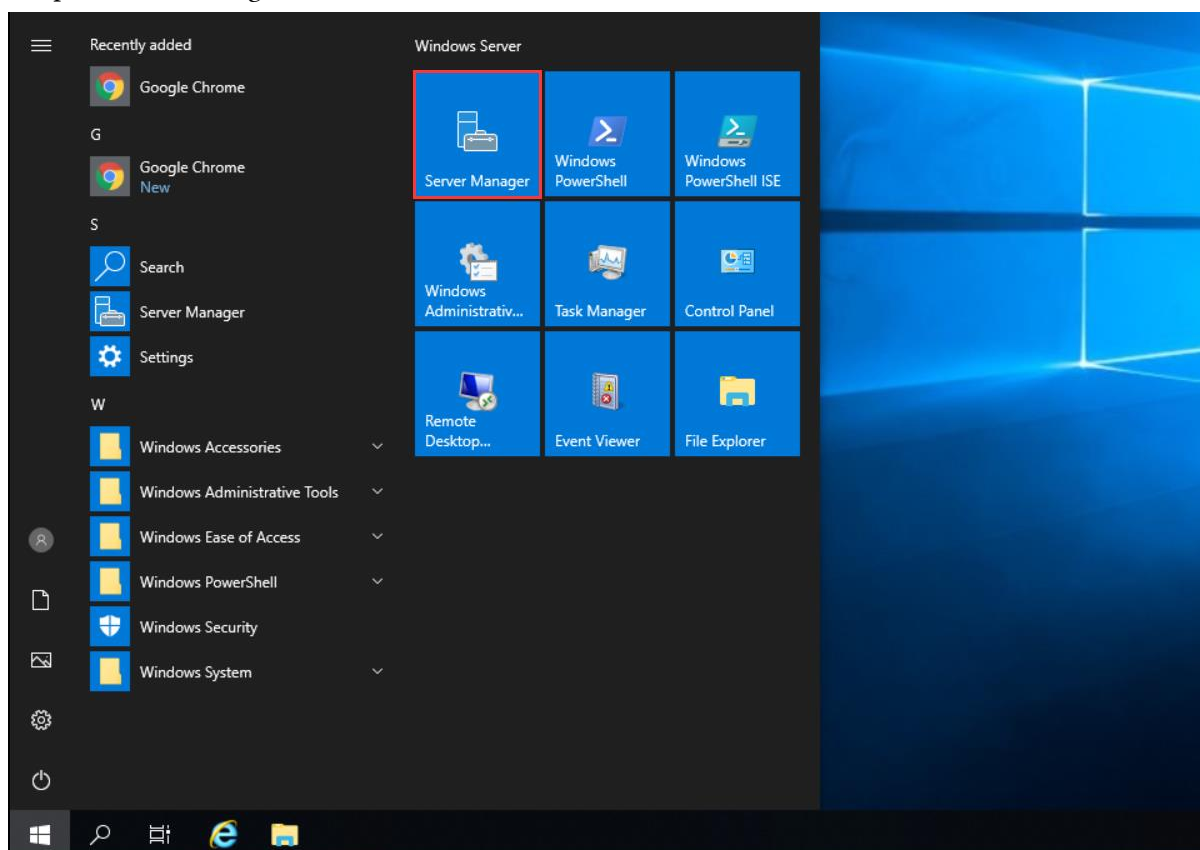 Recently added
Google Chrome
G
Google Chrome
New
S
Search
Server Manager
Settings
W
Windows Accessories
Windows Administrative Tools
Windows Ease of Access
Windows PowerShell
Windows Security
Windows System
Windows Server
Server Manager
Windows
PowerShell
Windows
PowerShell ISE
Windows
Administrativ...
Task Manager
Control Panel
Remote
Desktop...
Event Viewer
File Explorer